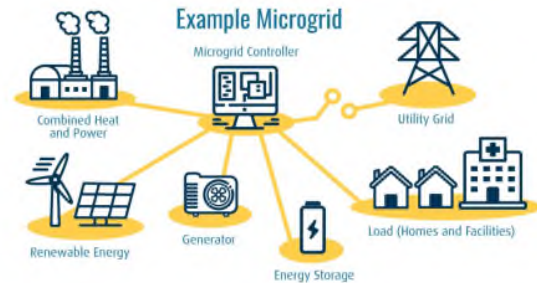 Example Microgrid
Microgrid Controller
Combined Heat
and Power
Utility Grid
Renewable Energy
Generator
Energy Storage
Load (Homes and Facilities)